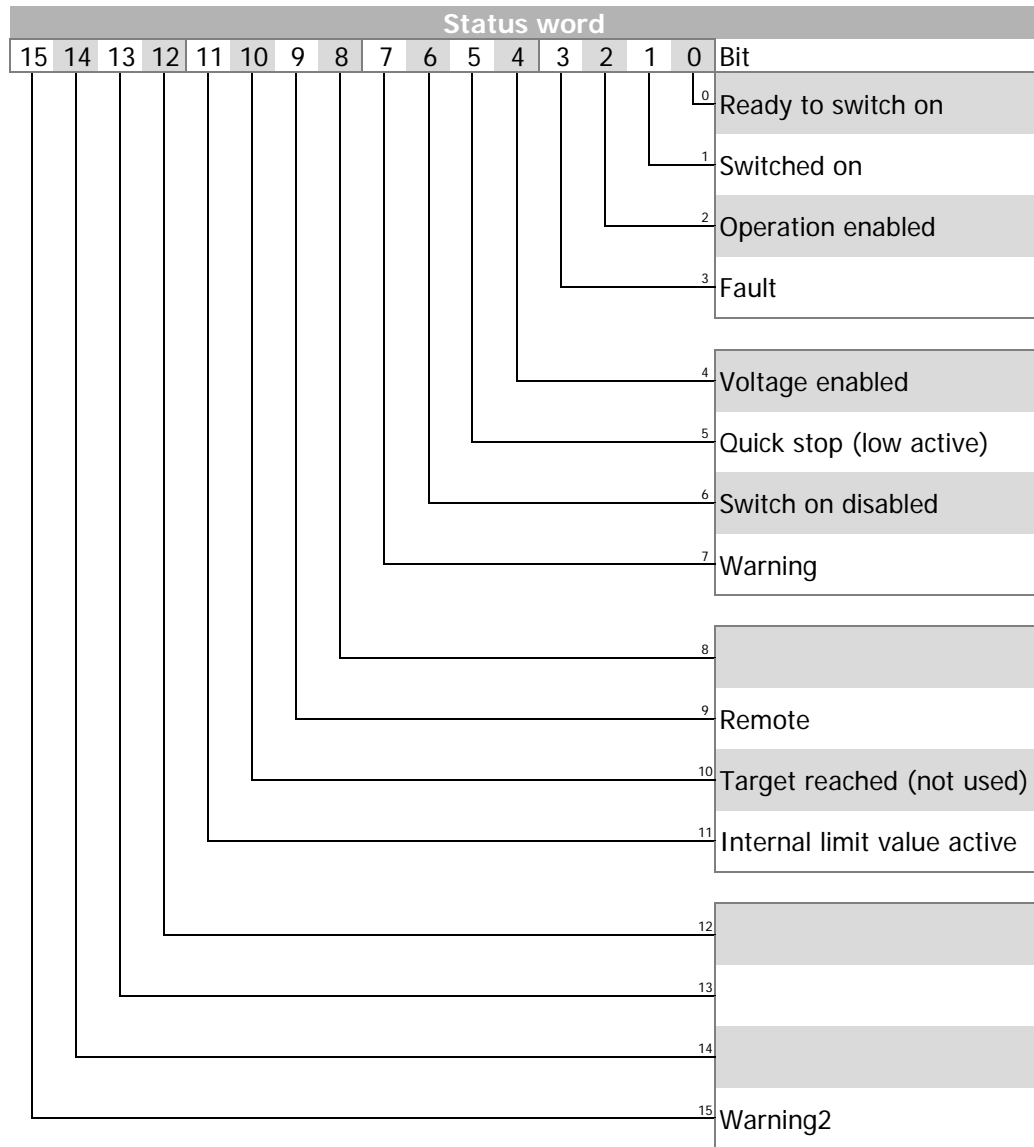 Status word
15 14 13 12 11 10 9 8 7 6 5 4 3 2 1 0 Bit
0 Ready to switch on
1 Switched on
2 Operation enabled
3 Fault
4 Voltage enabled
5 Quick stop (low active)
6 Switch on disabled
7 Warning
8
9 Remote
10 Target reached (not used)
11 Internal limit value active
12
13
14
15 Warning2